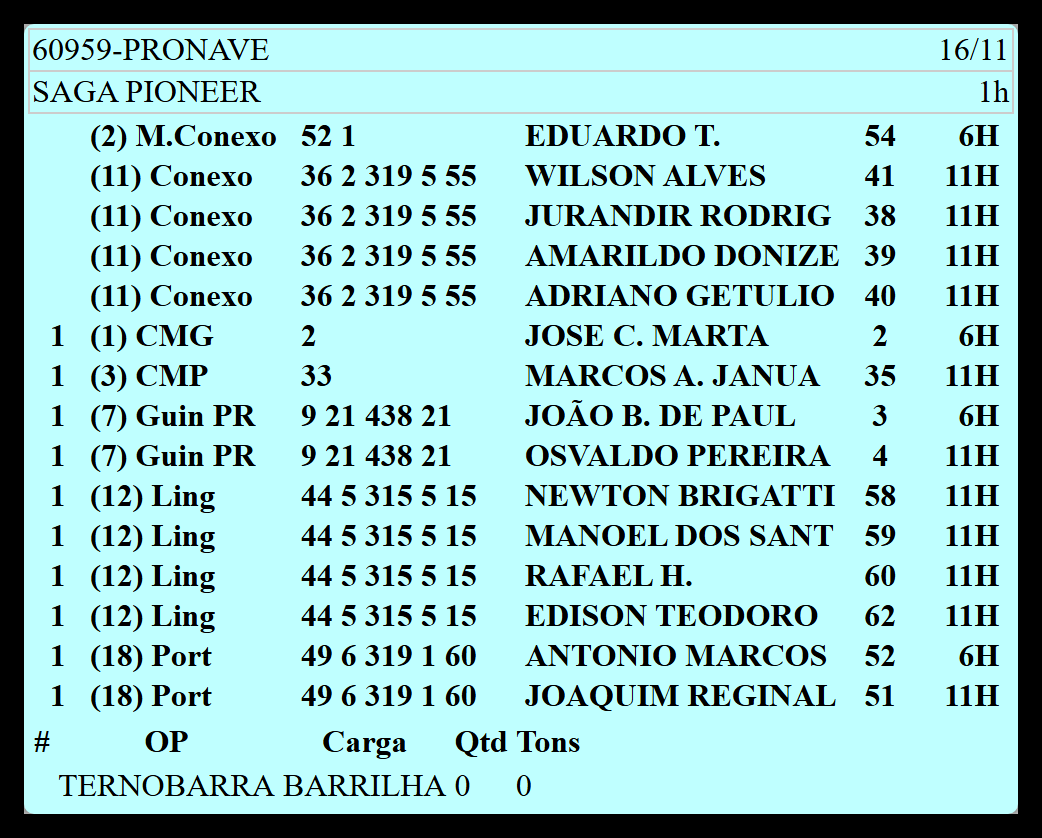 60959-PRONAVE 16/11
SAGA PIONEER 1h
(2) M.Conexo 52 1 EDUARDO T. 54 6H
(11) Conexo 36 2 319 5 55 WILSON ALVES 41 11H
(11) Conexo 36 2 319 5 55 JURANDIR RODRIG 38 11H
(11) Conexo 36 2 319 5 55 AMARILDO DONIZE 39 11H
(11) Conexo 36 2 319 5 55 ADRIANO GETULIO 40 11H
1 (1) CMG 2 JOSE C. MARTA 2 6H
1 (3) CMP 33 MARCOS A. JANUA 35 11H
1 (7) Guin PR 9 21 438 21 JOÃO B. DE PAUL 3 6H
1 (7) Guin PR 9 21 438 21 OSVALDO PEREIRA 4 11H
1 (12) Ling 44 5 315 5 15 NEWTON BRIGATTI 58 11H
1 (12) Ling 44 5 315 5 15 MANOEL DOS SANT 59 11H
1 (12) Ling 44 5 315 5 15 RAFAEL H. 60 11H
1 (12) Ling 44 5 315 5 15 EDISON TEODORO 62 11H
1 (18) Port 49 6 319 1 60 ANTONIO MARCOS 52 6H
1 (18) Port 49 6 319 1 60 JOAQUIM REGINAL 51 11H
# OP Carga Qtd Tons
TERNOBARRA BARRILHA 0 0